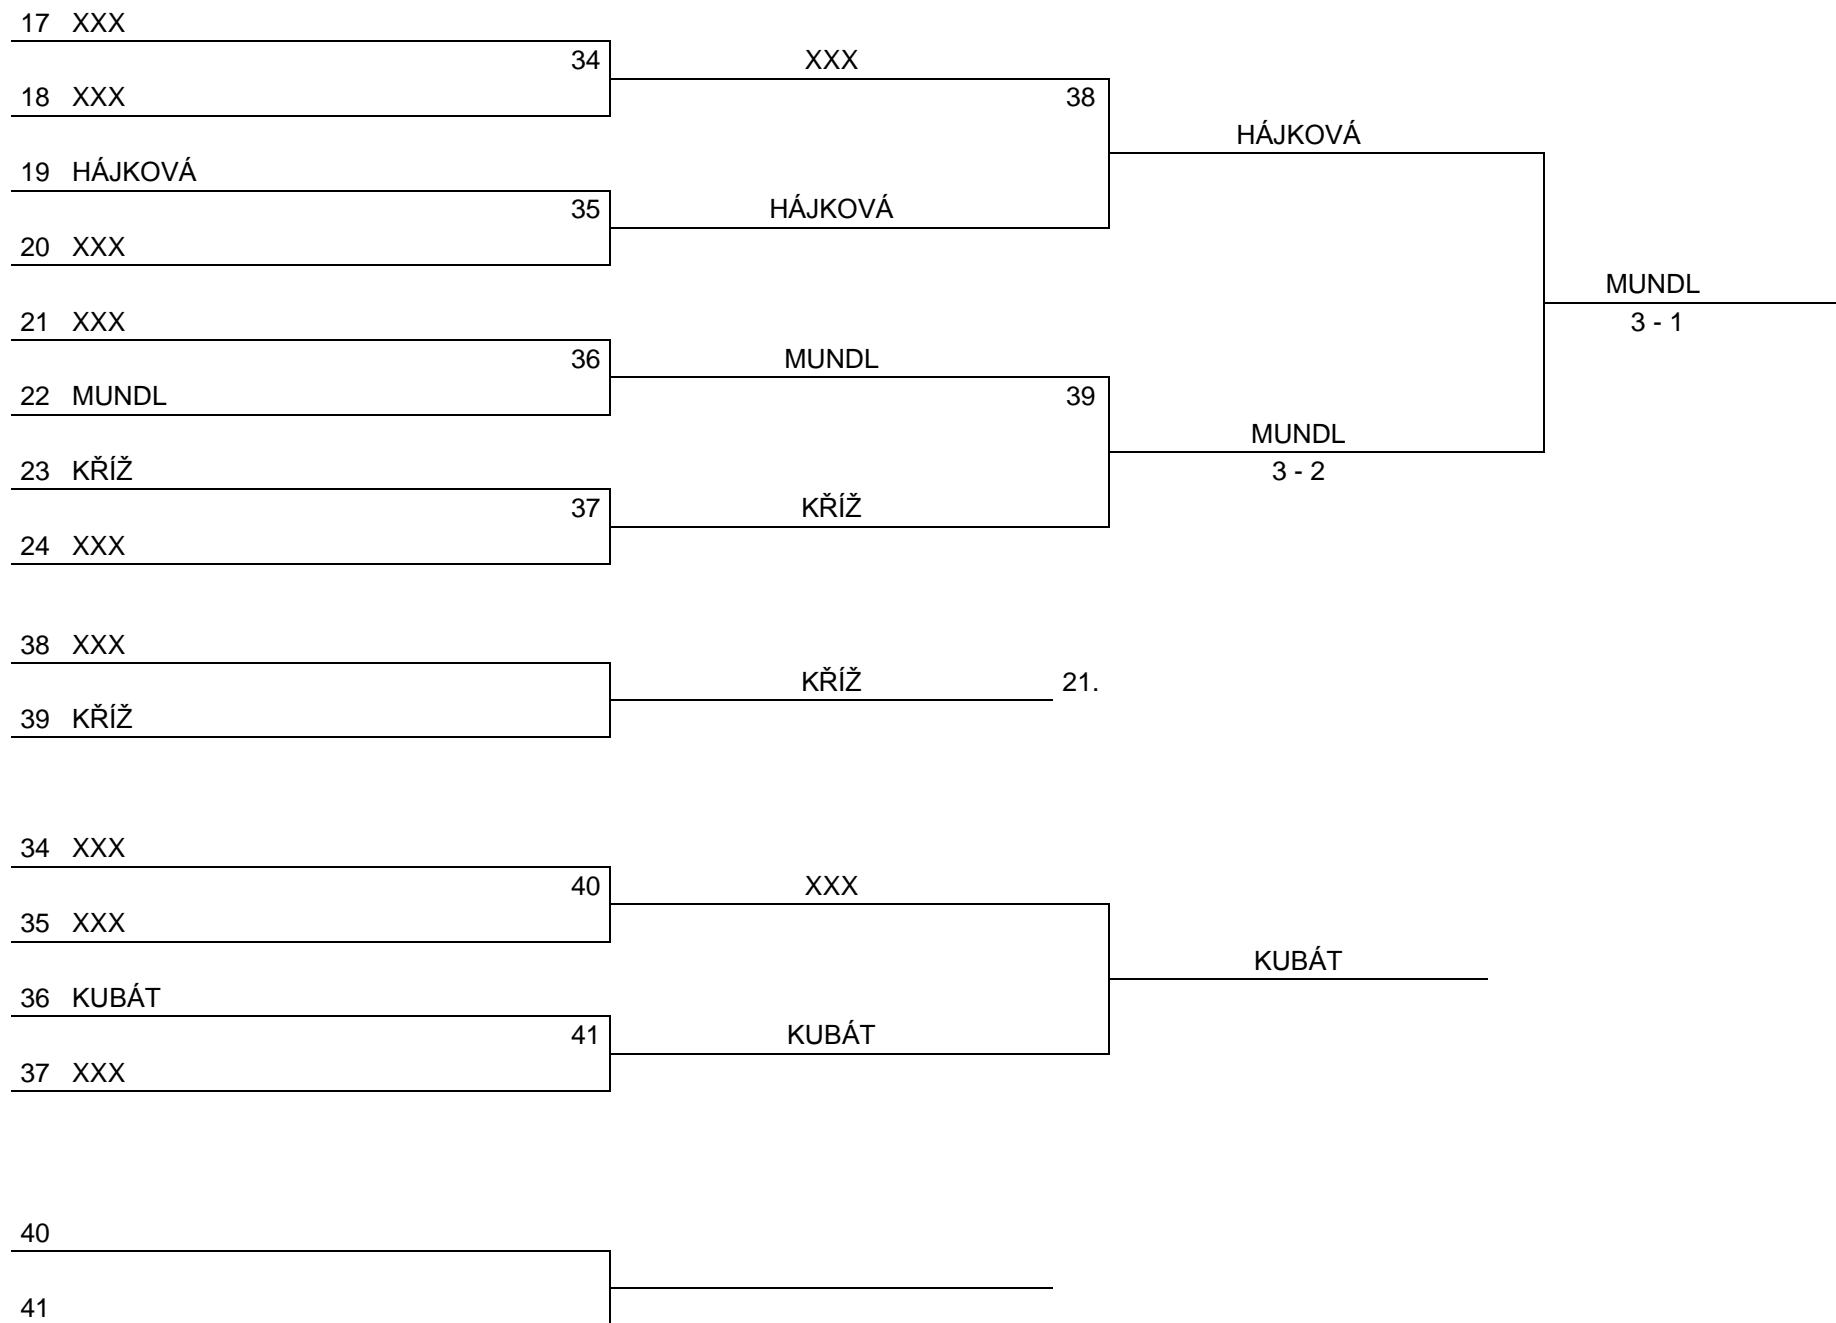 17 XXX
34 XXX
18 XXX 38
HÁJKOVÁ
19 HÁJKOVÁ
35 HÁJKOVÁ
20 XXX
MUNDL
21 XXX 3 - 1
36 MUNDL
22 MUNDL 39
MUNDL
23 KŘÍŽ 3 - 2
37 KŘÍŽ
24 XXX
38 XXX
KŘÍŽ 21.
39 KŘÍŽ
34 XXX
40 XXX
35 XXX
KUBÁT
36 KUBÁT
41 KUBÁT
37 XXX
40
41